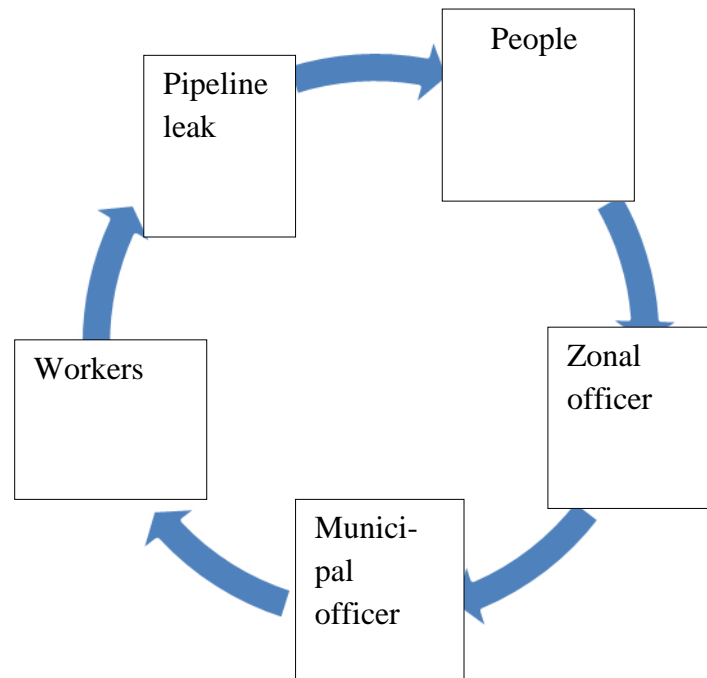 People
Pipeline
leak
Zonal
officer
Munici-
pal
officer
Workers